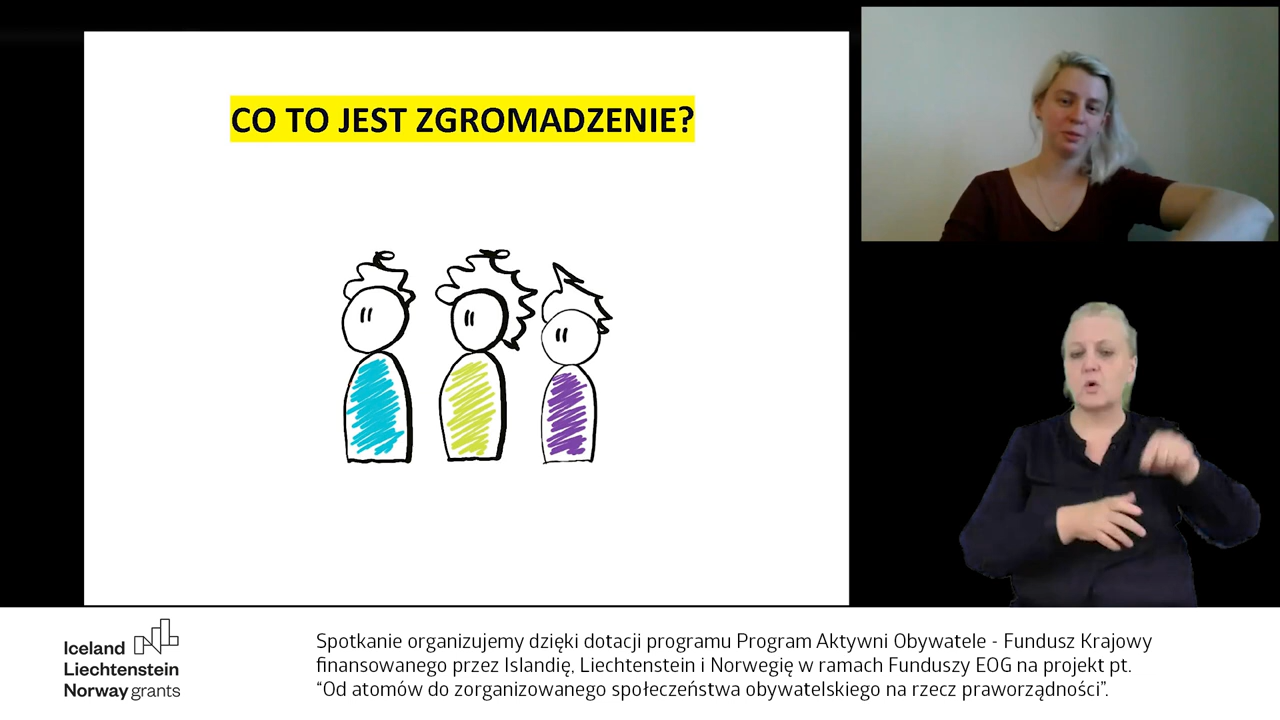 CO TO JEST ZGROMADZENIE?
Iceland
Liechtenstein
Norway grants
Spotkanie organizujemy dzięki dotacji programu Program Aktywni Obywatele - Fundusz Krajowy
finansowanego przez Islandię, Liechtenstein i Norwegię w ramach Funduszy EOG na projekt pt.
“Od atomów do zorganizowanego społeczeństwa obywatelskiego na rzecz praworządności”.